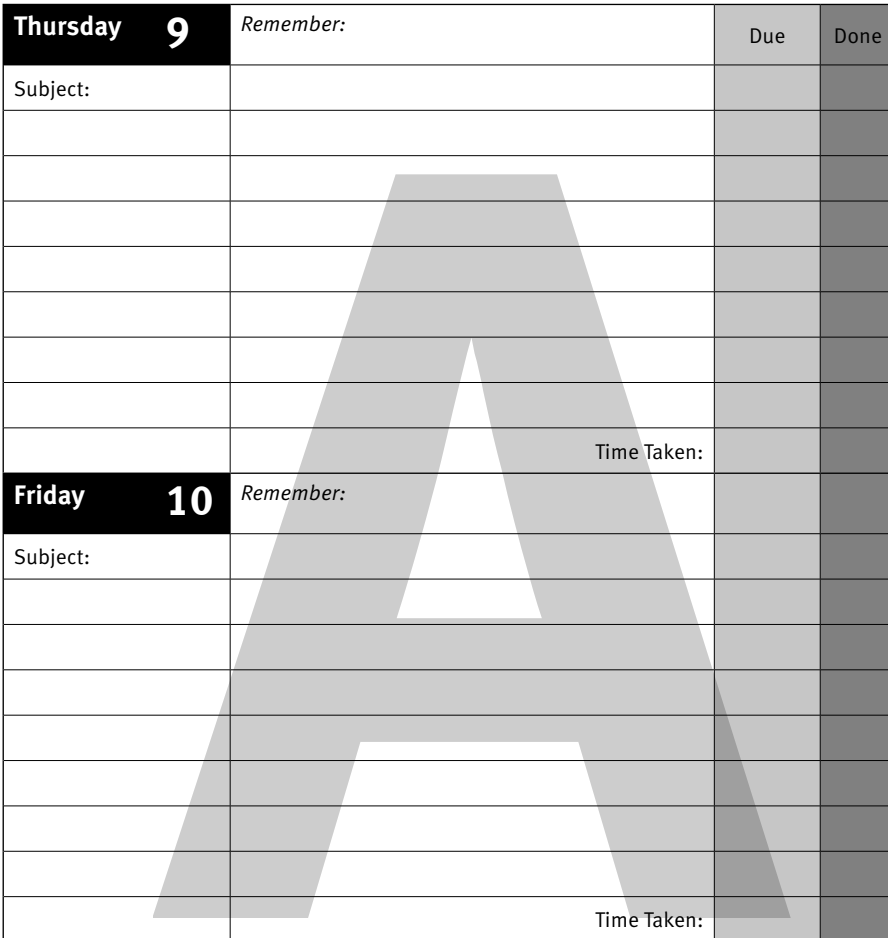 Thursday 9 Remember: Due Done
Subject:
Time Taken:
Friday 10 Remember:
Subject:
Time Taken:
A